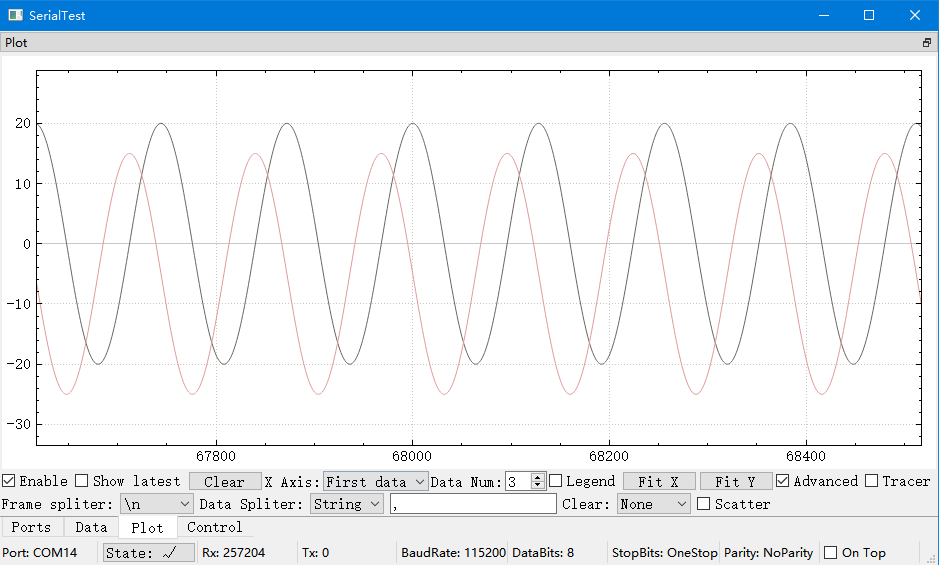 SerialTest
Plot
20
10
0
-10
-20
-30
67800 68000 68200 68400
Enable Show latest Clear X Axis: First data Data Num: 3 Legend Fit X Fit Y Advanced Tracer
Frame spliter: \n Data Spliter: String , Clear: None Scatter
Ports Data Plot Control
Port: COM14 State: ✓ Rx: 257204 Tx: 0 BaudRate: 115200 DataBits: 8 StopBits: OneStop Parity: NoParity On Top